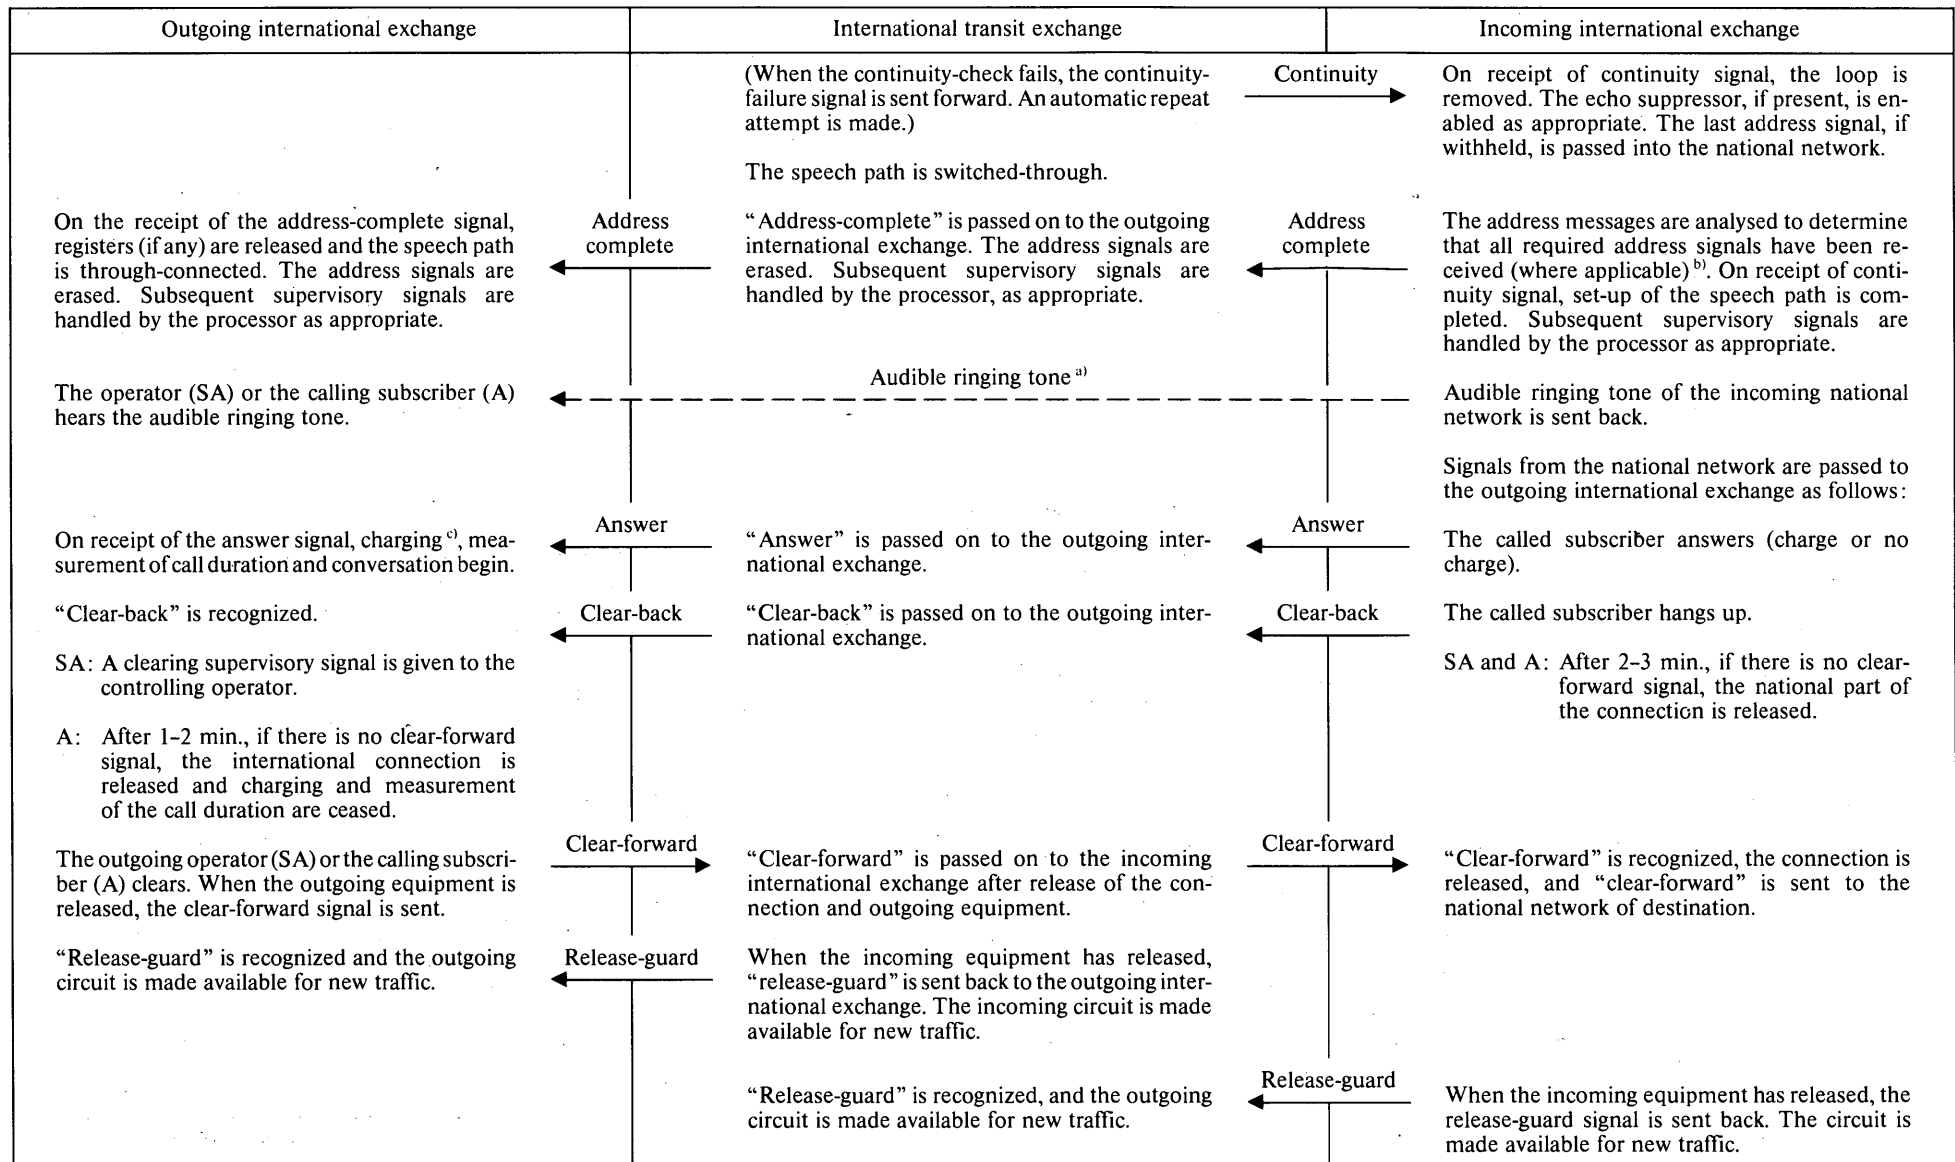 Outgoing international exchange
International transit exchange
Incoming international exchange
(When the continuity-check fails, the continuity-
failure signal is sent forward. An automatic repeat
attempt is made.)
The speech path is switched-through.
Continuity
On receipt of continuity signal, the loop is
removed. The echo suppressor, if present, is en-
abled as appropriate. The last address signal, if
withheld, is passed into the national network.
On the receipt of the address-complete signal,
registers (if any) are released and the speech path
is through-connected. The address signals are
erased. Subsequent supervisory signals are
handled by the processor as appropriate.
Address
complete
“Address-complete” is passed on to the outgoing
international exchange. The address signals are
erased. Subsequent supervisory signals are
handled by the processor, as appropriate.
Address
complete
The address messages are analysed to determine
that all required address signals have been re-
ceived (where applicable) b). On receipt of conti-
nuity signal, set-up of the speech path is com-
pleted. Subsequent supervisory signals are
handled by the processor as appropriate.
The operator (SA) or the calling subscriber (A)
hears the audible ringing tone.
Audible ringing tone a)
Audible ringing tone of the incoming national
network is sent back.
Signals from the national network are passed to
the outgoing international exchange as follows:
On receipt of the answer signal, charging c), mea-
surement of call duration and conversation begin.
Answer
“Answer” is passed on to the outgoing inter-
national exchange.
Answer
The called subscriber answers (charge or no
charge).
“Clear-back” is recognized.
Clear-back
“Clear-back” is passed on to the outgoing inter-
national exchange.
Clear-back
The called subscriber hangs up.
SA: A clearing supervisory signal is given to the
controlling operator.
SA and A: After 2–3 min., if there is no clear-
forward signal, the national part of
the connection is released.
A: After 1–2 min., if there is no clear-forward
signal, the international connection is
released and charging and measurement
of the call duration are ceased.
The outgoing operator (SA) or the calling subscri-
ber (A) clears. When the outgoing equipment is
released, the clear-forward signal is sent.
Clear-forward
“Clear-forward” is passed on to the incoming
international exchange after release of the con-
nection and outgoing equipment.
Clear-forward
“Clear-forward” is recognized, the connection is
released, and “clear-forward” is sent to the
national network of destination.
“Release-guard” is recognized and the outgoing
circuit is made available for new traffic.
Release-guard
When the incoming equipment has released,
“release-guard” is sent back to the outgoing inter-
national exchange. The incoming circuit is made
available for new traffic.
“Release-guard” is recognized, and the outgoing
circuit is made available for new traffic.
Release-guard
When the incoming equipment has released, the
release-guard signal is sent back. The circuit is
made available for new traffic.